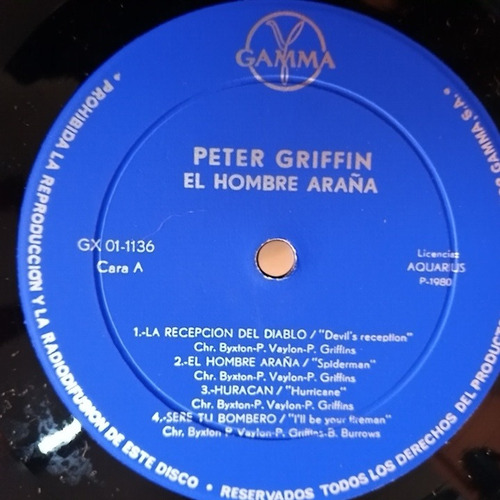 GAMMA
PETER GRIFFIN
EL HOMBRE ARAÑA
GX 01-1136
Cara A
Licencia:
AQUARIUS
P-1980
1.-LA RECEPCION DEL DIABLO / "Devil's reception"
Chr. Byxton-P. Vaylon-P. Griffins
2.-EL HOMBRE ARAÑA / "Spiderman"
Chr. Byxton-P. Vaylon-P. Griffins
3.-HURACAN / "Hurricane"
Chr. Byxton-P. Vaylon-P. Griffins
4.-SERE TU BOMBERO / "I'll be your fireman"
Chr. Byxton P. Vaylon-P. Griffins-B. Burrows
• PROHIBIDA LA REPRODUCCION Y LA RADIODIFUSION DE ESTE DISCO • RESERVADOS TODOS LOS DERECHOS DEL PRODUCT GAMMA, S.A. •